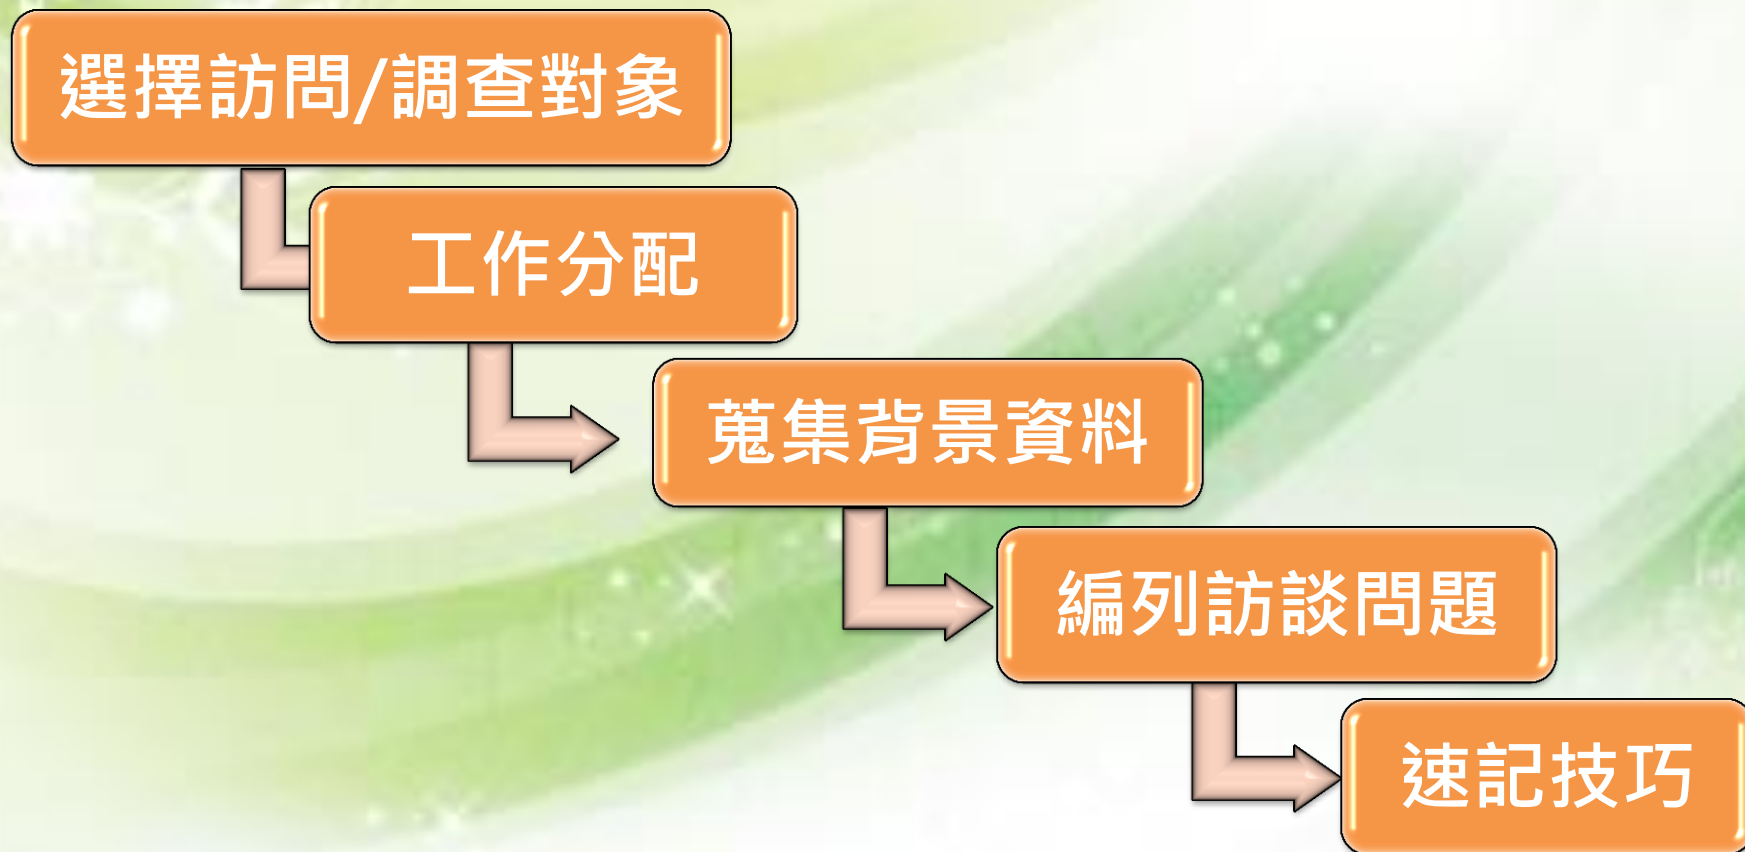 選擇訪問/調查對象
工作分配
蒐集背景資料
編列訪談問題
速記技巧